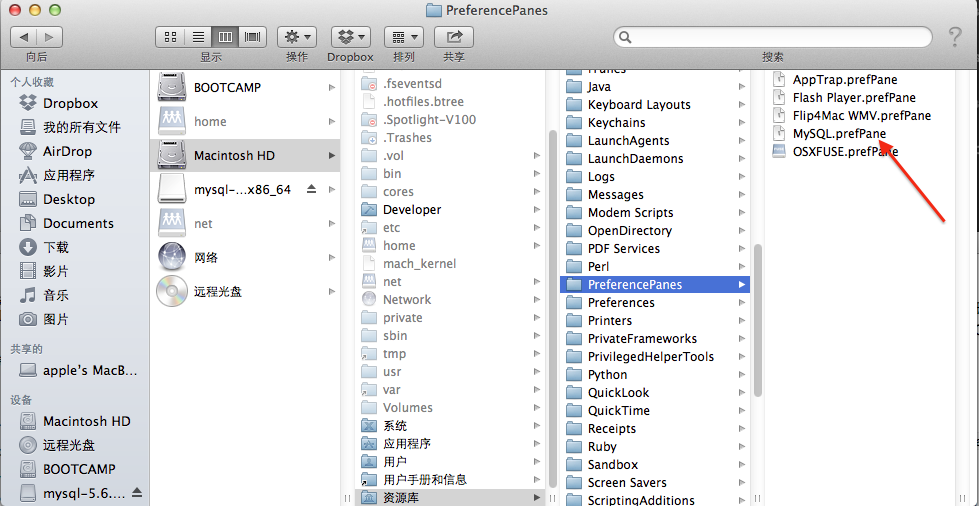 PreferencePanes
向后
显示
操作
Dropbox
排列
共享
搜索
个人收藏
Dropbox
我的所有文件
AirDrop
应用程序
Desktop
Documents
下载
影片
音乐
图片
共享的
apple's MacB...
设备
Macintosh HD
远程光盘
BOOTCAMP
mysql-5.6....
BOOTCAMP
home
Macintosh HD
mysql-...x86_64
net
网络
远程光盘
.fseventsd
.hotfiles.btree
.Spotlight-V100
.Trashes
.vol
bin
cores
Developer
etc
home
mach_kernel
net
Network
private
sbin
tmp
usr
var
Volumes
系统
应用程序
用户
用户手册和信息
资源库
Java
Keyboard Layouts
Keychains
LaunchAgents
LaunchDaemons
Logs
Messages
Modem Scripts
OpenDirectory
PDF Services
Perl
PreferencePanes
Preferences
Printers
PrivateFrameworks
PrivilegedHelperTools
Python
QuickLook
QuickTime
Receipts
Ruby
Sandbox
Screen Savers
ScriptingAdditions
AppTrap.prefPane
Flash Player.prefPane
Flip4Mac WMV.prefPane
MySQL.prefPane
OSXFUSE.prefPane